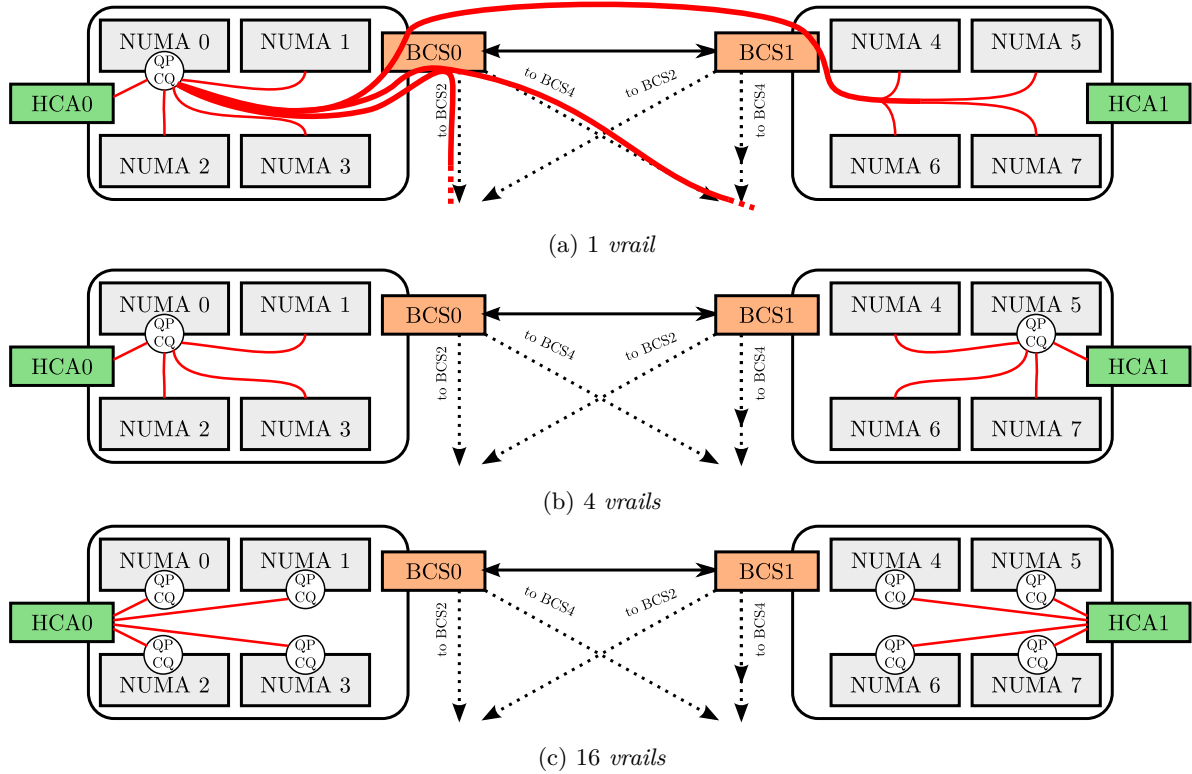 NUMA 0 NUMA 1 BCS0 BCS1 NUMA 4 NUMA 5
QP
CQ
HCA0 to BCS2 to BCS4 to BCS2 to BCS4 HCA1
NUMA 2 NUMA 3 NUMA 6 NUMA 7
(a) 1 vrail
NUMA 0 NUMA 1 BCS0 BCS1 NUMA 4 NUMA 5
QP QP
CQ CQ
HCA0 to BCS2 to BCS4 to BCS2 to BCS4 HCA1
NUMA 2 NUMA 3 NUMA 6 NUMA 7
(b) 4 vrails
NUMA 0 NUMA 1 BCS0 BCS1 NUMA 4 NUMA 5
QP QP QP QP
CQ CQ CQ CQ
HCA0 to BCS2 to BCS4 to BCS2 to BCS4 HCA1
QP QP QP QP
CQ CQ CQ CQ
NUMA 2 NUMA 3 NUMA 6 NUMA 7
(c) 16 vrails